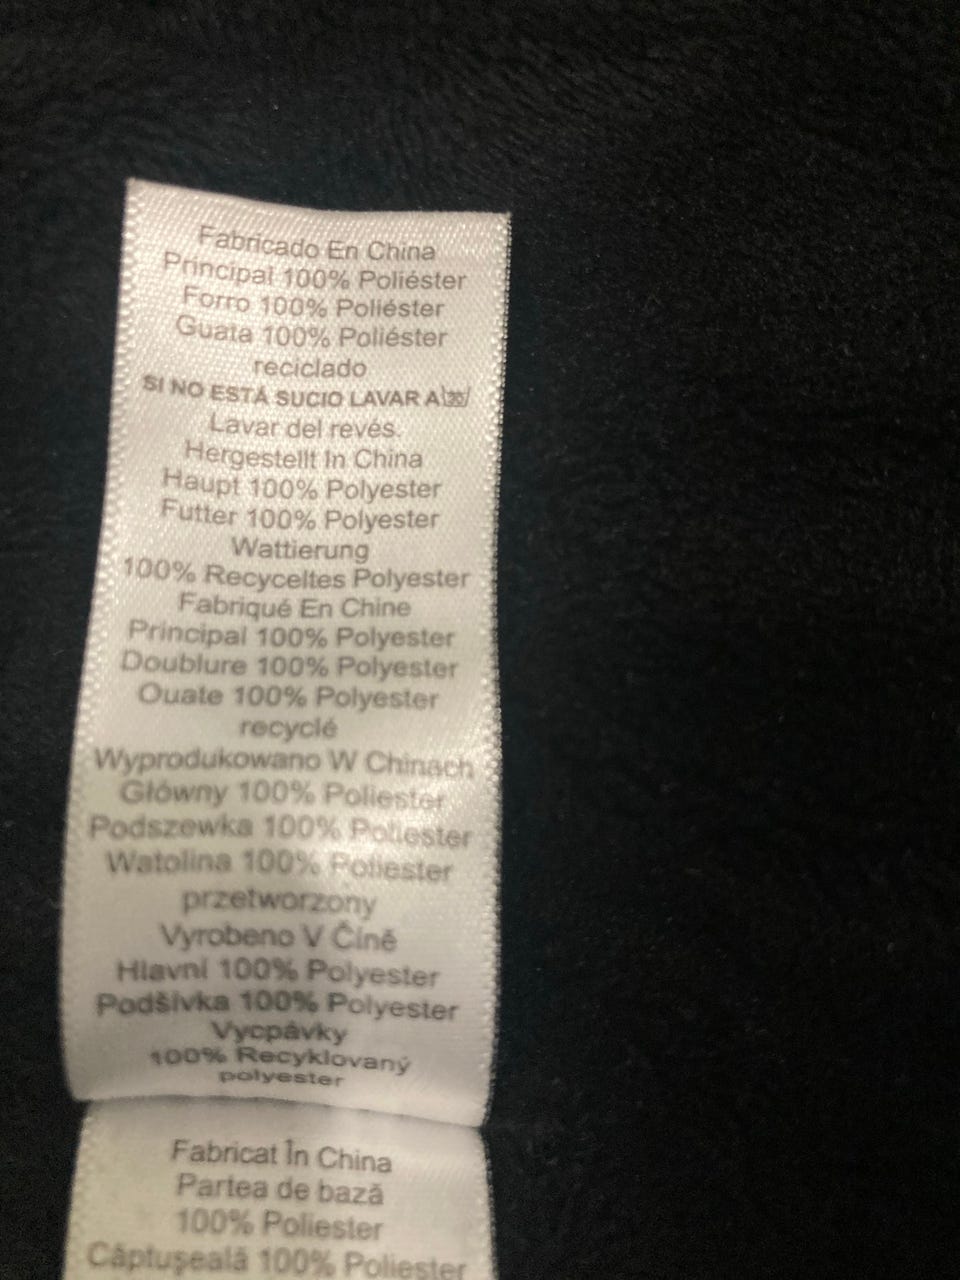 Fabricado En China
Principal 100% Poliéster
Forro 100% Poliéster
Guata 100% Poliéster
reciclado
SI NO ESTÁ SUCIO LAVAR A 30
Lavar del revés.
Hergestellt In China
Haupt 100% Polyester
Futter 100% Polyester
Wattierung
100% Recyceltes Polyester
Fabriqué En Chine
Principal 100% Polyester
Doublure 100% Polyester
Ouate 100% Polyester
recyclé
Wyprodukowano W Chinach
Główny 100% Poliester
Podszewka 100% Poliester
Watolina 100% Poliester
przetworzony
Vyrobeno V Číně
Hlavní 100% Polyester
Podšívka 100% Polyester
Vycpávky
100% Recyklovaný
polyester
Fabricat În China
Partea de bază
100% Poliester
Căptușeală 100% Poliester